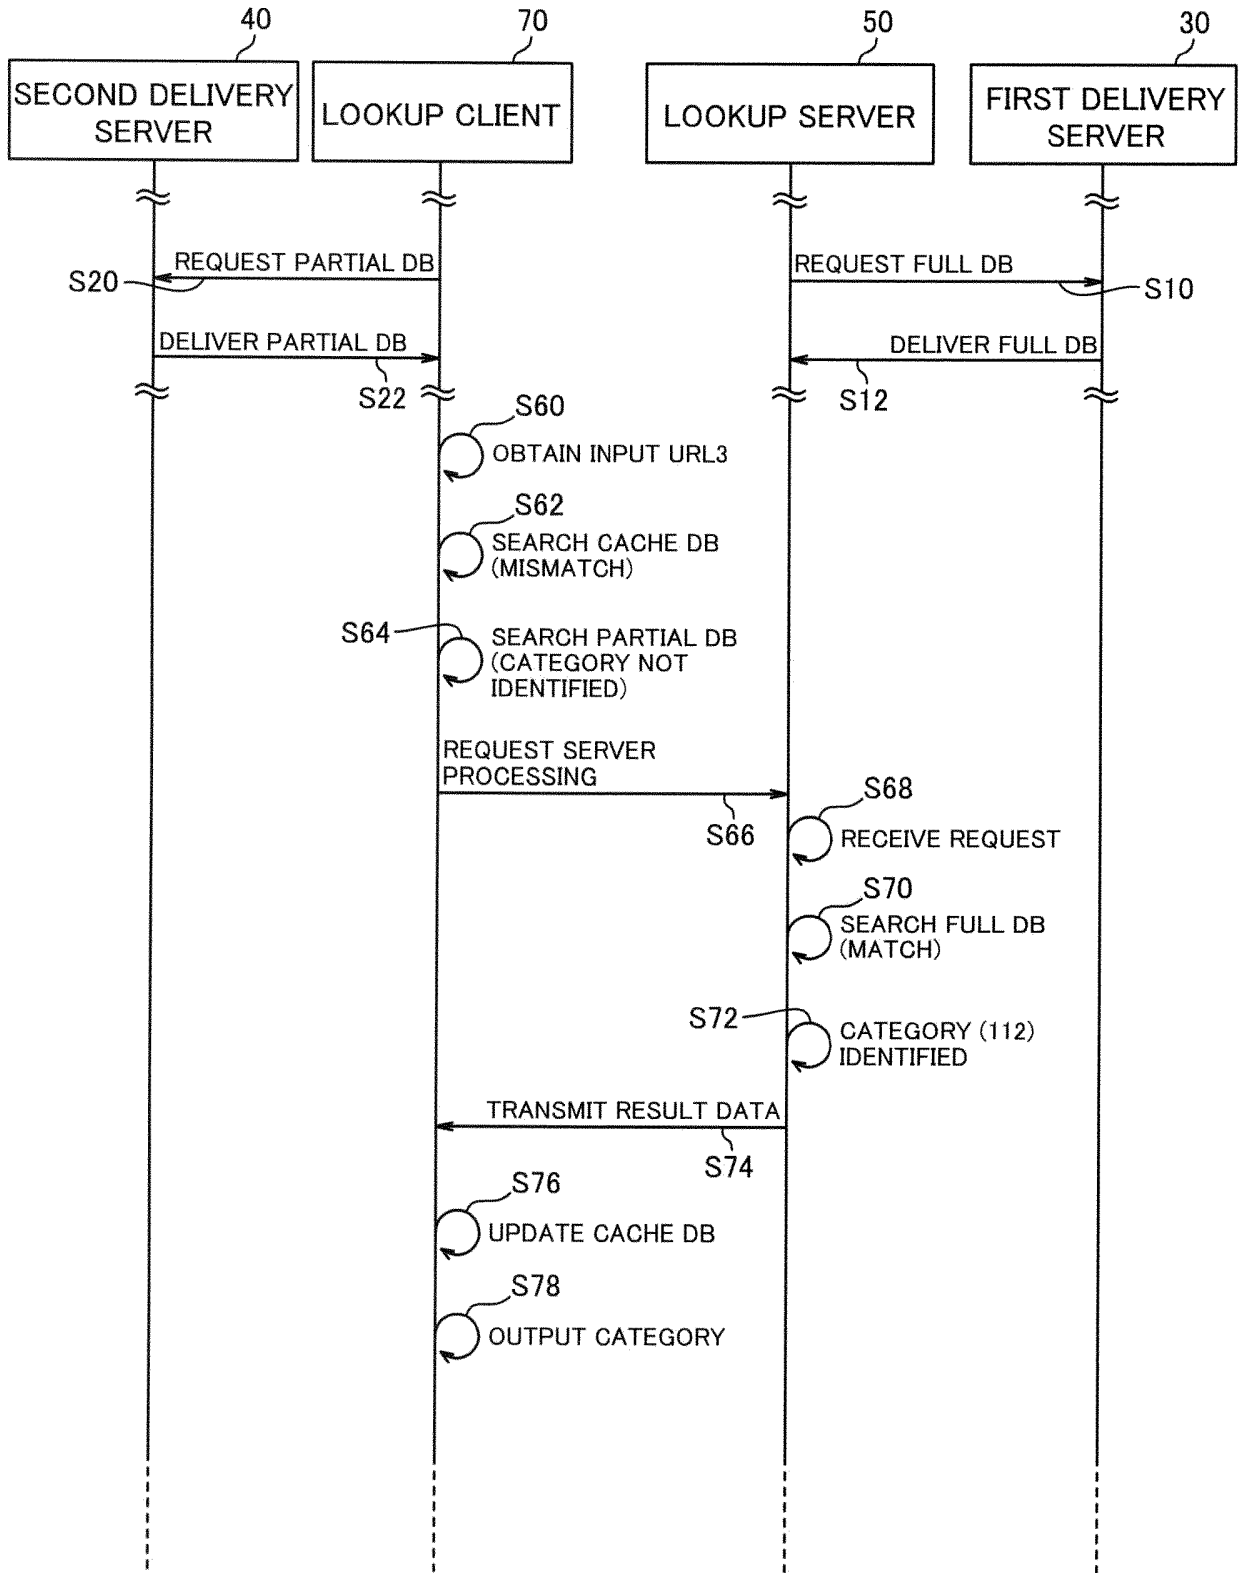 40
70
50
30
SECOND DELIVERY
SERVER
LOOKUP CLIENT
LOOKUP SERVER
FIRST DELIVERY
SERVER
REQUEST PARTIAL DB
S20
REQUEST FULL DB
S10
DELIVER PARTIAL DB
S22
DELIVER FULL DB
S12
S60
OBTAIN INPUT URL3
S62
SEARCH CACHE DB
(MISMATCH)
S64
SEARCH PARTIAL DB
(CATEGORY NOT
IDENTIFIED)
REQUEST SERVER
PROCESSING
S66
S68
RECEIVE REQUEST
S70
SEARCH FULL DB
(MATCH)
S72
CATEGORY (112)
IDENTIFIED
TRANSMIT RESULT DATA
S74
S76
UPDATE CACHE DB
S78
OUTPUT CATEGORY